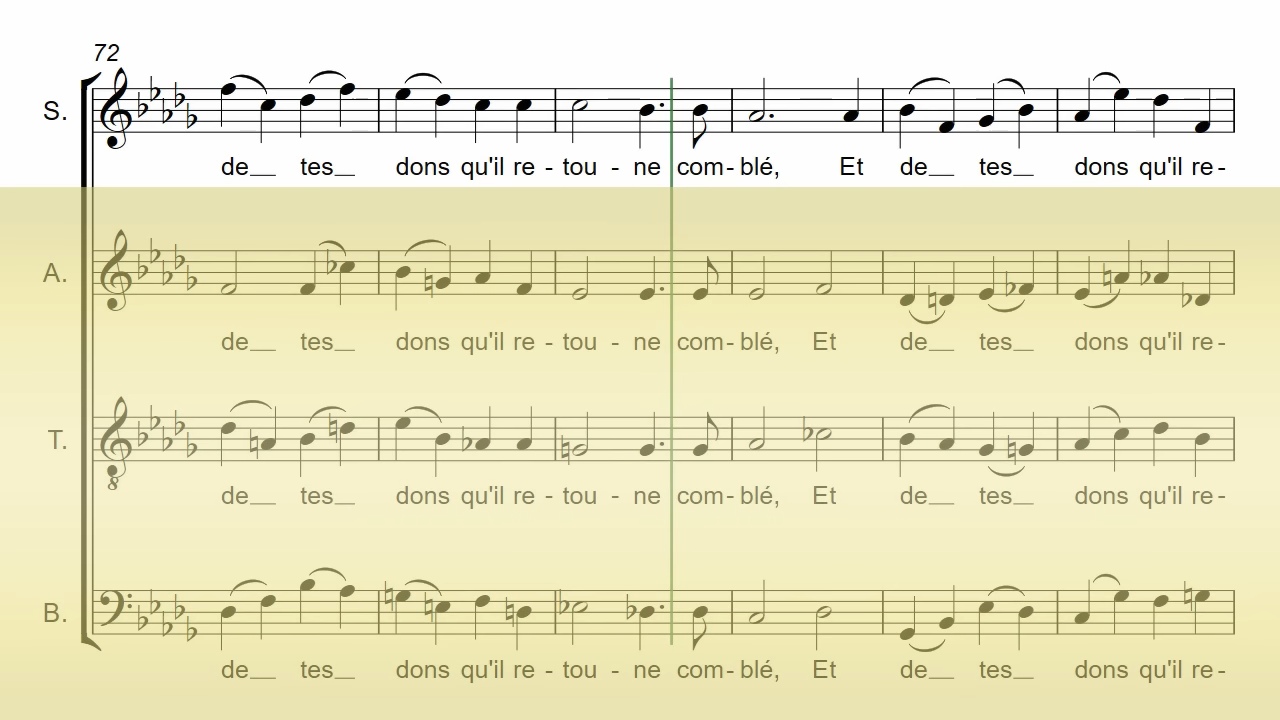 72
S.
de__ tes__ dons qu'il re - tou - ne com - blé, Et de__ tes__ dons qu'il re -
A.
de__ tes__ dons qu'il re - tou - ne com - blé, Et de__ tes__ dons qu'il re -
T.
8
de__ tes__ dons qu'il re - tou - ne com - blé, Et de__ tes__ dons qu'il re -
B.
de__ tes__ dons qu'il re - tou - ne com - blé, Et de__ tes__ dons qu'il re -